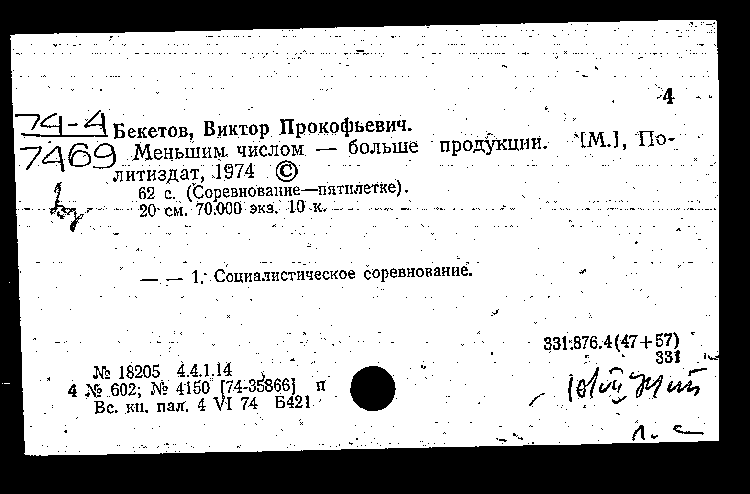 4
74-4
Бекетов, Виктор Прокофьевич.
7469
Меньшим числом — больше продукции. [М.], По-
литиздат, 1974 ©
62 с. (Соревнование—пятилетке).
20 см. 70.000 экз. 10 к.
— — 1. Социалистическое соревнование.
331.876.4(47+57)
331
№ 18205 4.4.1.14
4 № 602; № 4150 [74-35866] п
Вс. кн. пал. 4 VI 74 Б421